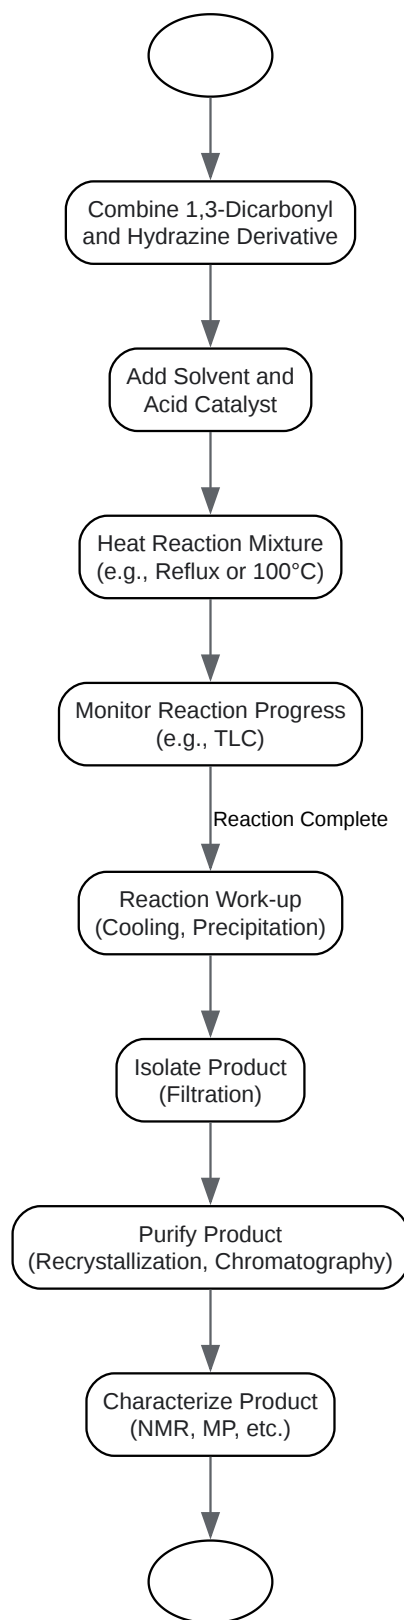 Combine 1,3-Dicarbonyl
and Hydrazine Derivative
Add Solvent and
Acid Catalyst
Heat Reaction Mixture
(e.g., Reflux or 100°C)
Monitor Reaction Progress
(e.g., TLC)
Reaction Complete
Reaction Work-up
(Cooling, Precipitation)
Isolate Product
(Filtration)
Purify Product
(Recrystallization, Chromatography)
Characterize Product
(NMR, MP, etc.)